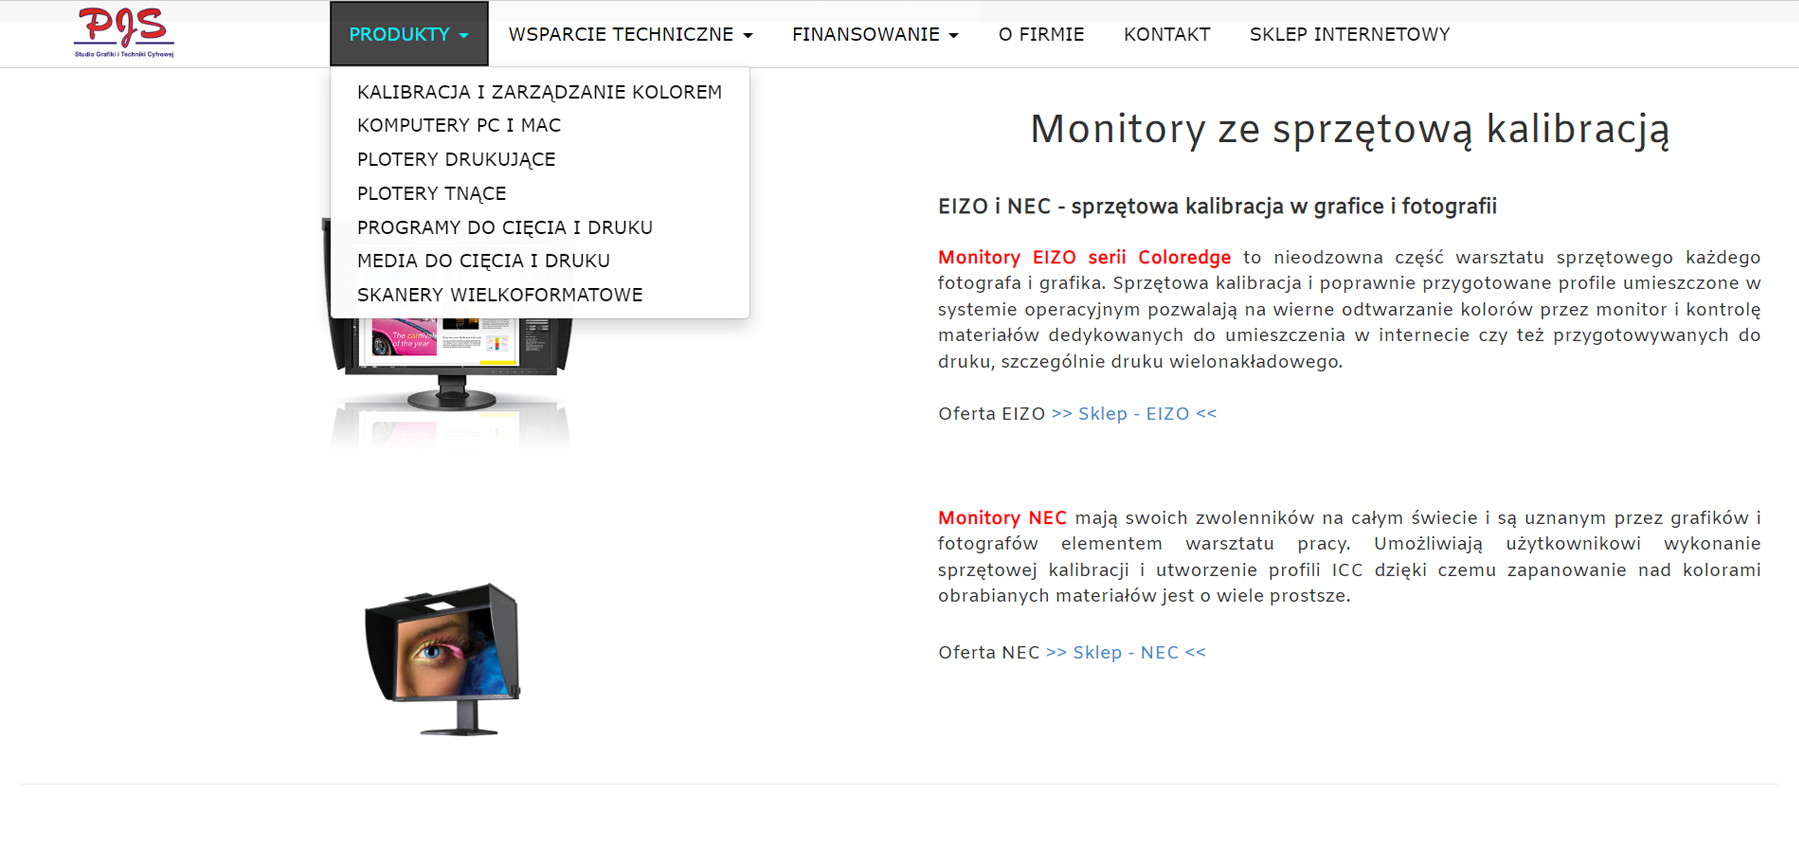 PJS
Studio Grafiki i Techniki Cyfrowej
PRODUKTY
WSPARCIE TECHNICZNE
FINANSOWANIE
O FIRMIE
KONTAKT
SKLEP INTERNETOWY
KALIBRACJA I ZARZĄDZANIE KOLOREM
KOMPUTERY PC I MAC
PLOTERY DRUKUJĄCE
PLOTERY TNĄCE
PROGRAMY DO CIĘCIA I DRUKU
MEDIA DO CIĘCIA I DRUKU
SKANERY WIELKOFORMATOWE
The carnival
of the year
Monitory ze sprzętową kalibracją
EIZO i NEC - sprzętowa kalibracja w grafice i fotografii
Monitory EIZO serii Coloredge to nieodzowna część warsztatu sprzętowego każdego
fotografa i grafika. Sprzętowa kalibracja i poprawnie przygotowane profile umieszczone w
systemie operacyjnym pozwalają na wierne odtwarzanie kolorów przez monitor i kontrolę
materiałów dedykowanych do umieszczenia w internecie czy też przygotowywanych do
druku, szczególnie druku wielonakładowego.
Oferta EIZO >> Sklep - EIZO <<
Monitory NEC mają swoich zwolenników na całym świecie i są uznanym przez grafików i
fotografów elementem warsztatu pracy. Umożliwiają użytkownikowi wykonanie
sprzętowej kalibracji i utworzenie profili ICC dzięki czemu zapanowanie nad kolorami
obrabianych materiałów jest o wiele prostsze.
Oferta NEC >> Sklep - NEC <<